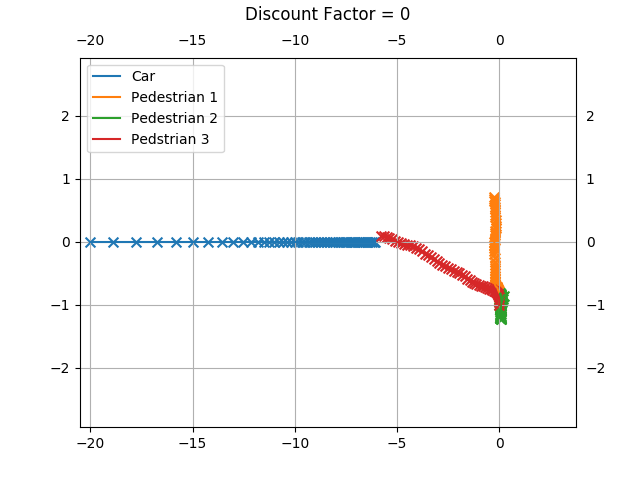 Discount Factor = 0
−20 −15 −10 −5 0
Car
Pedestrian 1
Pedestrian 2
Pedstrian 3
2 2
1 1
0 0
−1 −1
−2 −2
−20 −15 −10 −5 0